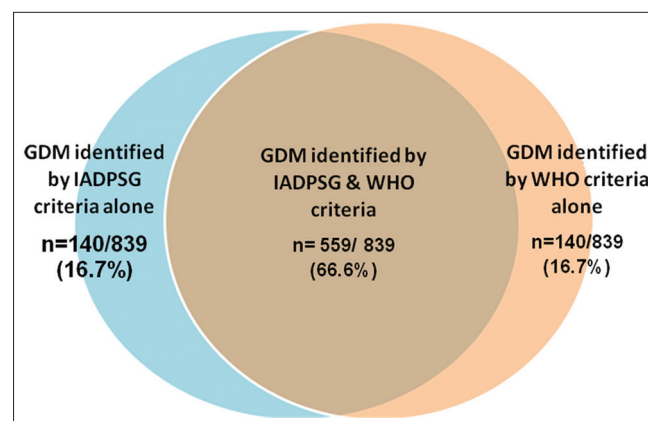 GDM identified
by IADPSG
criteria alone
n=140/839
(16.7%)
GDM identified by
IADPSG & WHO
criteria
n= 559/ 839
(66.6%)
GDM identified
by WHO criteria
alone
n=140/839
(16.7%)